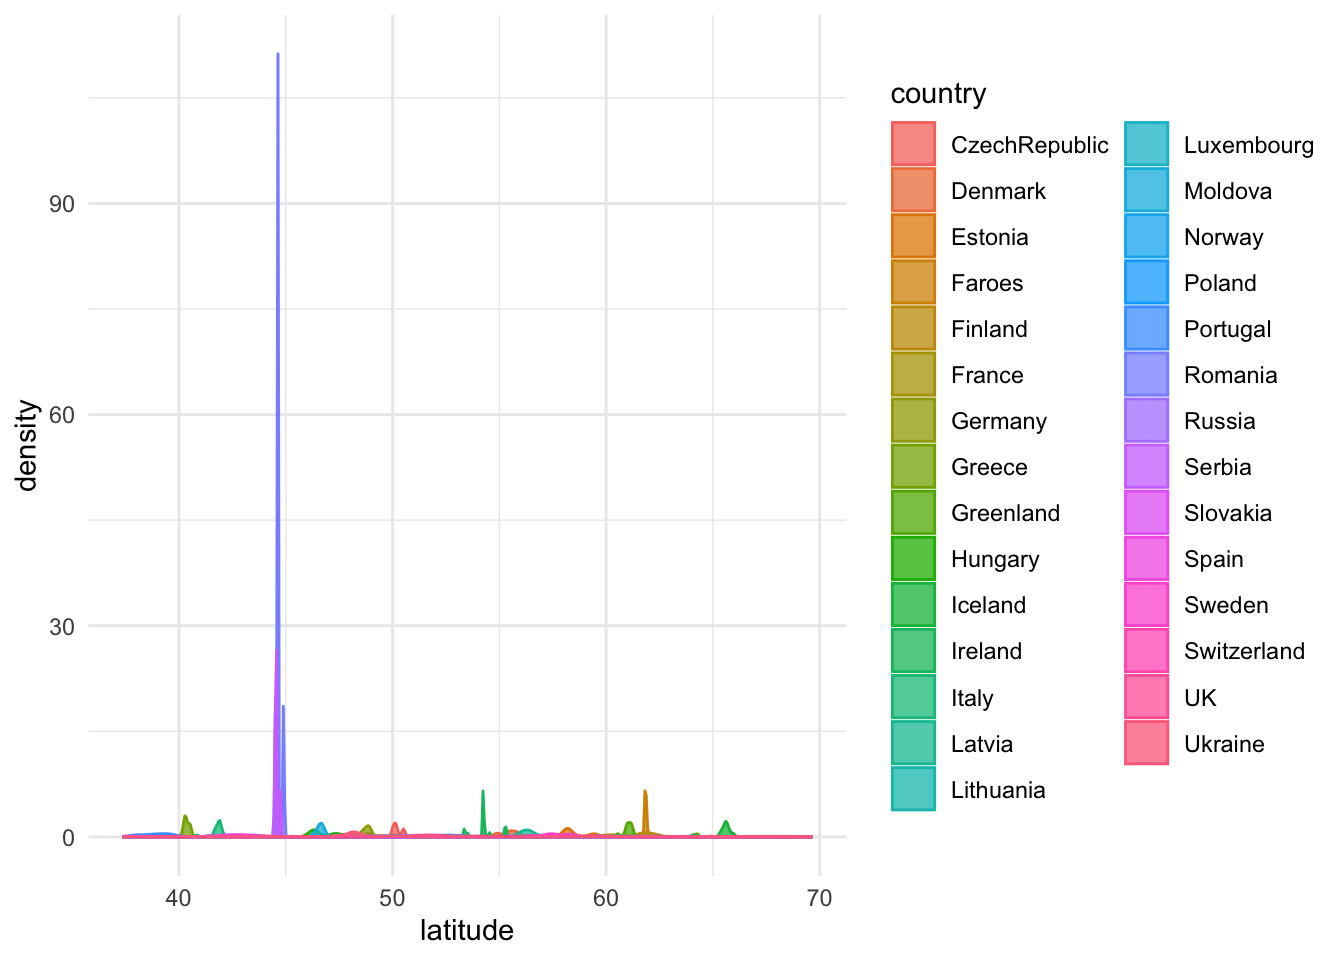 country
CzechRepublic
Denmark
Estonia
Faroes
Finland
France
Germany
Greece
Greenland
Hungary
Iceland
Ireland
Italy
Latvia
Lithuania
Luxembourg
Moldova
Norway
Poland
Portugal
Romania
Russia
Serbia
Slovakia
Spain
Sweden
Switzerland
UK
Ukraine
density
90
60
30
0
40
50
60
70
latitude